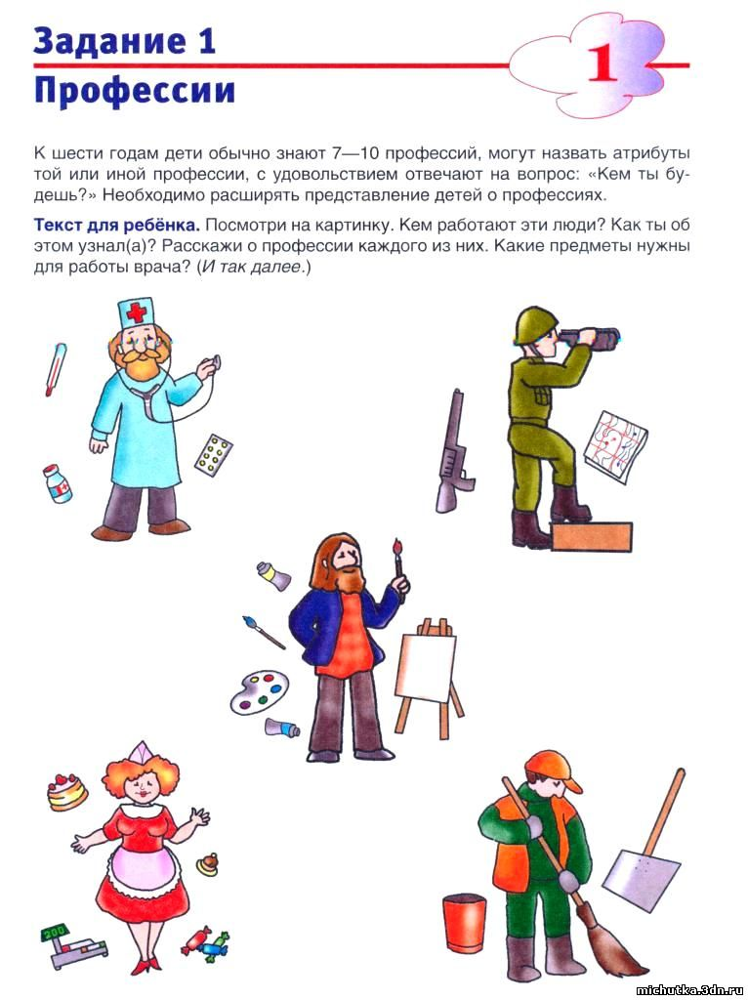 Задание 1
1
Профессии
К шести годам дети обычно знают 7—10 профессий, могут назвать атрибуты
той или иной профессии, с удовольствием отвечают на вопрос: «Кем ты бу-
дешь?» Необходимо расширять представление детей о профессиях.
Текст для ребёнка. Посмотри на картинку. Кем работают эти люди? Как ты об
этом узнал(а)? Расскажи о профессии каждого из них. Какие предметы нужны
для работы врача? (И так далее.)
200
michutka.3dn.ru